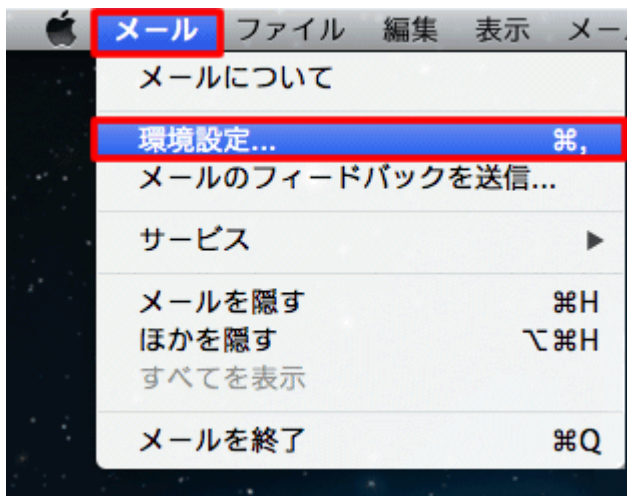 メール ファイル 編集 表示 メー
メールについて
環境設定... ⌘,
メールのフィードバックを送信...
サービス ▶
メールを隠す ⌘H
ほかを隠す ⌥⌘H
すべてを表示
メールを終了 ⌘Q